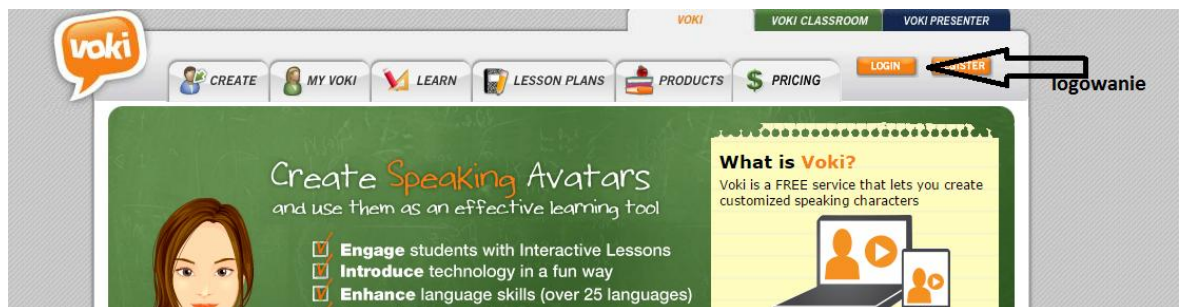 VOKI VOKI CLASSROOM VOKI PRESENTER
voki
CREATE MY VOKI LEARN LESSON PLANS PRODUCTS PRICING LOGIN REGISTER
logowanie
Create Speaking Avatars
and use them as an effective learning tool
Engage students with Interactive Lessons
Introduce technology in a fun way
Enhance language skills (over 25 languages)
What is Voki?
Voki is a FREE service that lets you create
customized speaking characters